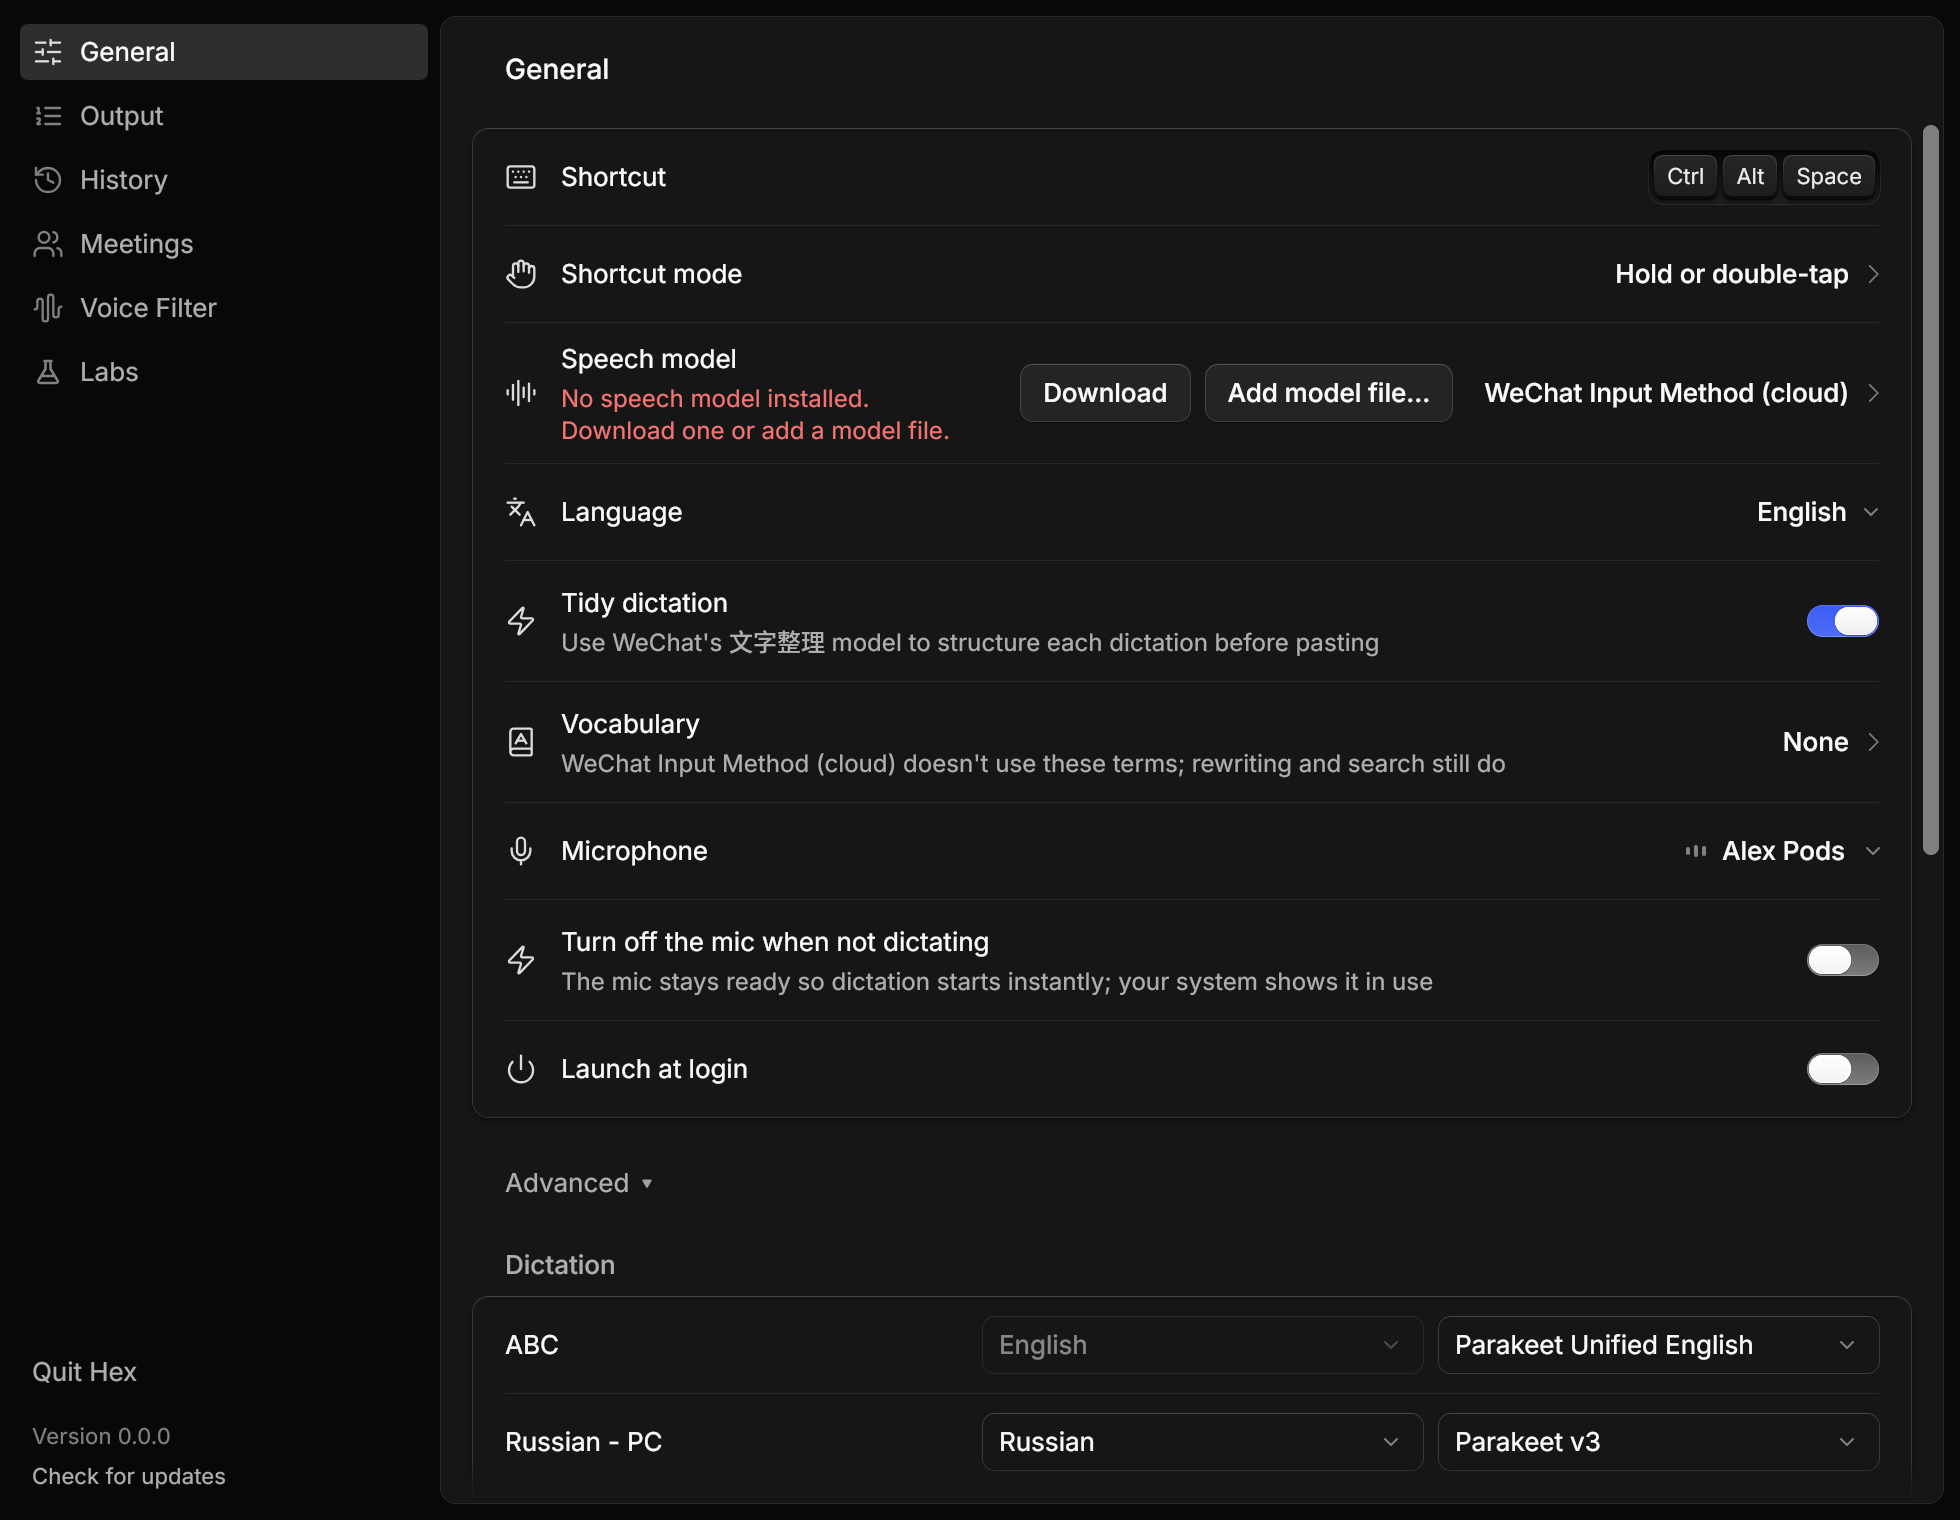 General
Output
History
Meetings
Voice Filter
Labs
Quit Hex
Version 0.0.0
Check for updates
General
Shortcut
Ctrl Alt Space
Shortcut mode
Hold or double-tap
Speech model
No speech model installed.
Download one or add a model file.
Download
Add model file...
WeChat Input Method (cloud)
Language
English
Tidy dictation
Use WeChat's 文字整理 model to structure each dictation before pasting
Vocabulary
WeChat Input Method (cloud) doesn't use these terms; rewriting and search still do
None
Microphone
Alex Pods
Turn off the mic when not dictating
The mic stays ready so dictation starts instantly; your system shows it in use
Launch at login
Advanced
Dictation
ABC
English
Parakeet Unified English
Russian - PC
Russian
Parakeet v3